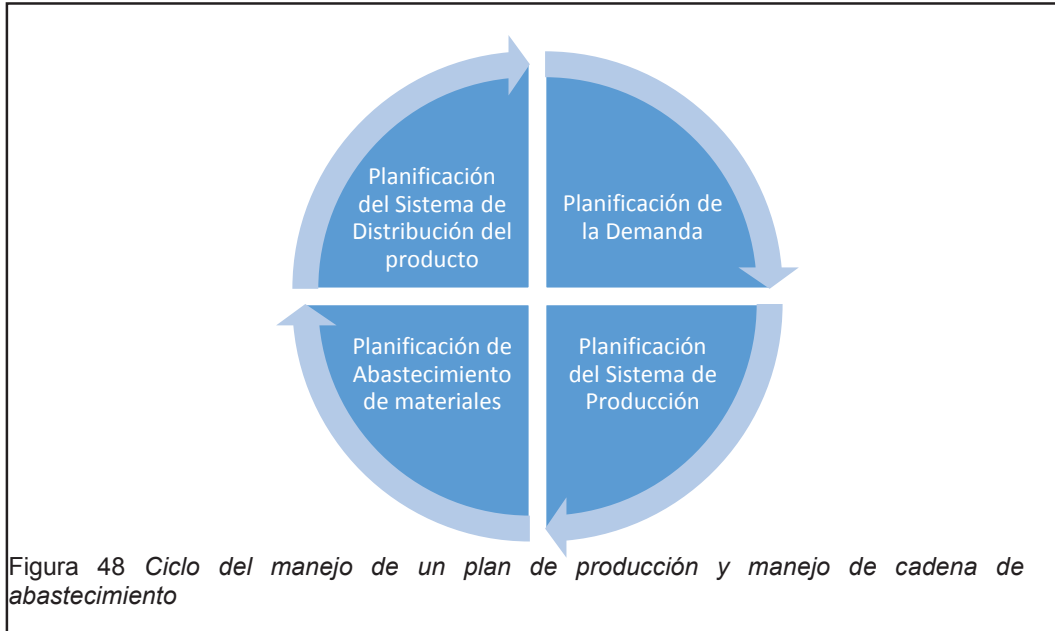 Planificación
del Sistema de
Distribución del
producto
Planificación de
la Demanda
Planificación de
Abastecimiento
de materiales
Planificación
del Sistema de
Producción
Figura 48 Ciclo del manejo de un plan de producción y manejo de cadena de
abastecimiento